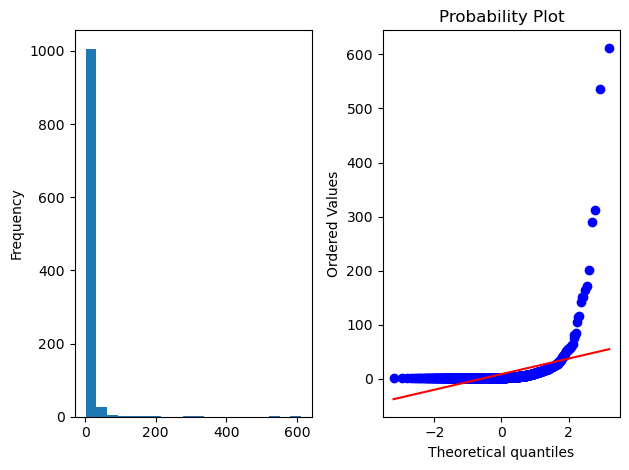 Probability Plot
Frequency
1000
800
600
400
200
0
0 200 400 600
Ordered Values
600
500
400
300
200
100
0
−2 0 2
Theoretical quantiles